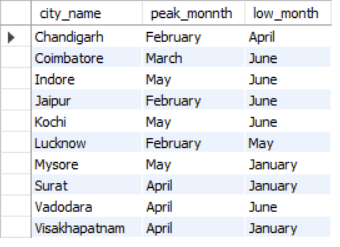 city_name peak_monnth low_month
Chandigarh February April
Coimbatore March June
Indore May June
Jaipur February June
Kochi May June
Lucknow February May
Mysore May January
Surat April January
Vadodara April June
Visakhapatnam April January